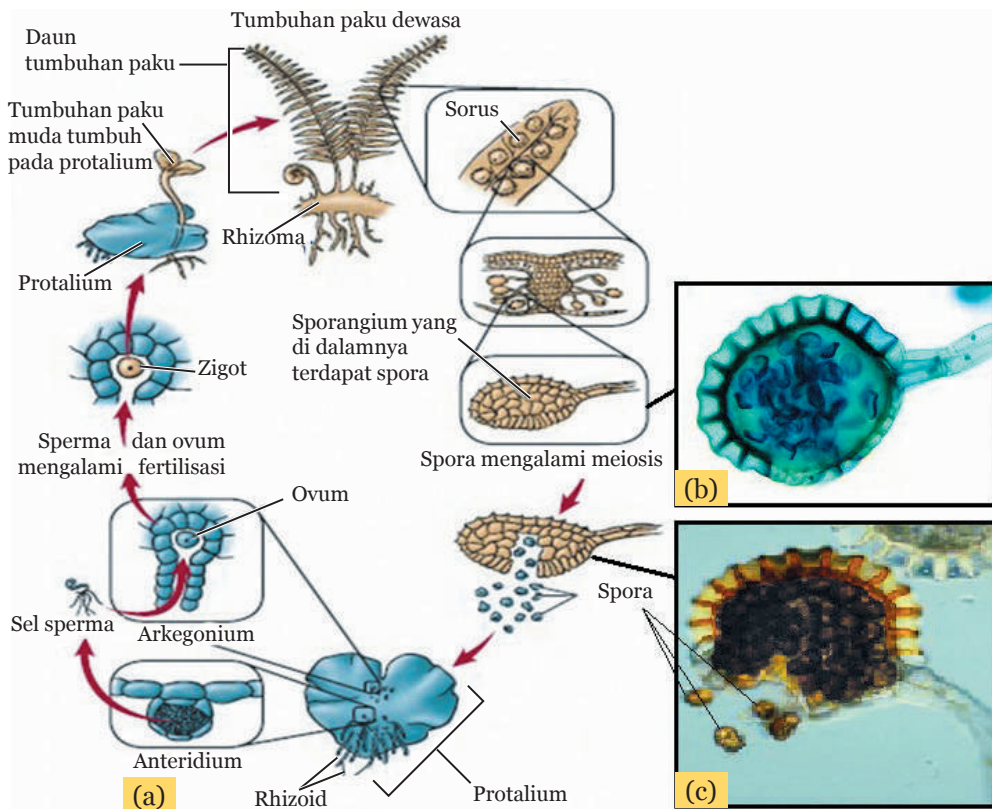 Tumbuhan paku dewasa
Daun
tumbuhan paku
Tumbuhan paku
muda tumbuh
pada protalium
Sorus
Rhizoma
Protalium
Sporangium yang
di dalamnya
terdapat spora
Zigot
Sperma dan ovum
mengalami fertilisasi
Spora mengalami meiosis
(b)
Ovum
Spora
Sel sperma
Arkegonium
Anteridium
(a)
Rhizoid
Protalium
(c)